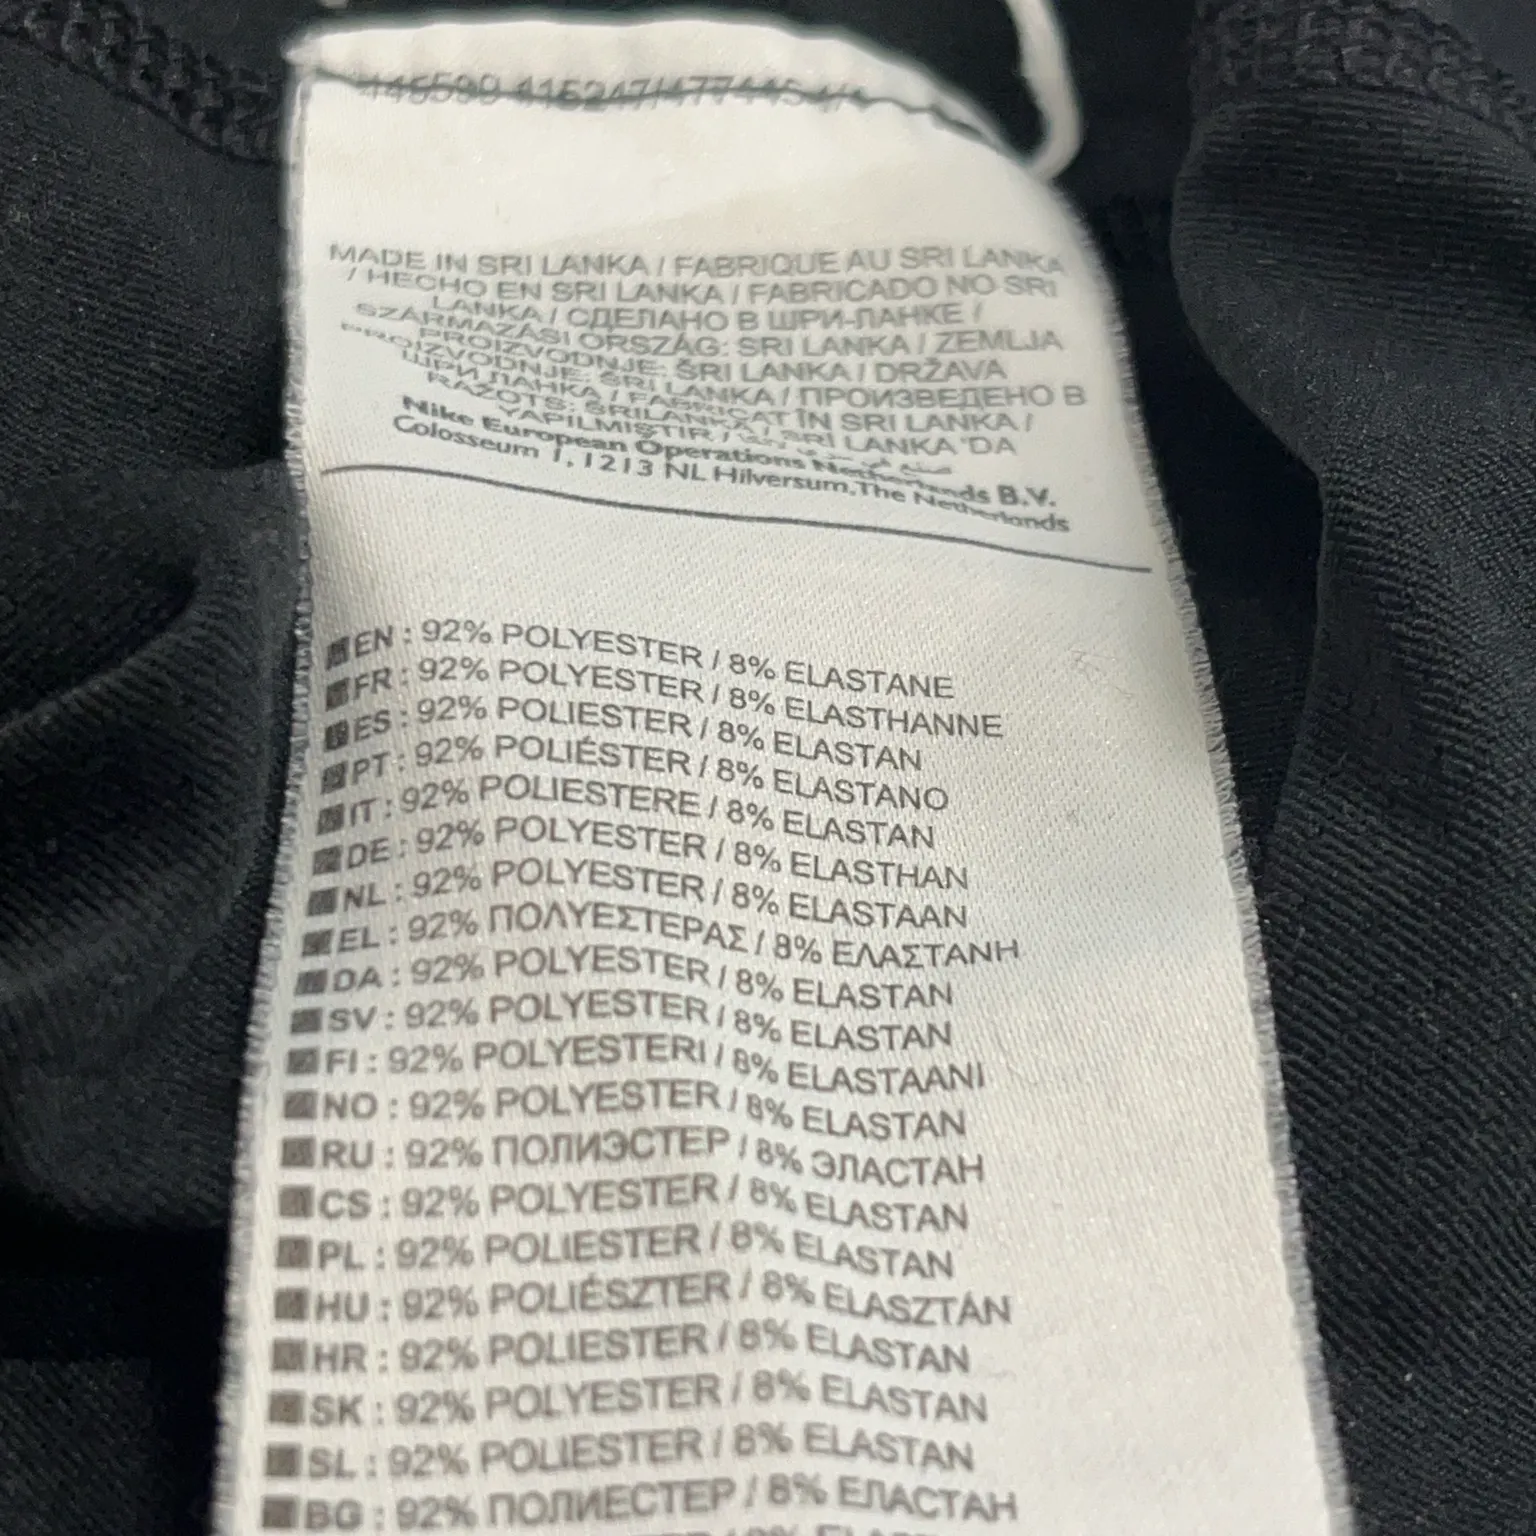 MADE IN SRI LANKA / FABRIQUE AU SRI LANKA
/ HECHO EN SRI LANKA / FABRICADO NO SRI
LANKA / СДЕЛАНО В ШРИ-ЛАНКЕ /
SZÁRMAZÁSI ORSZÁG: SRI LANKA / ZEMLJA
PROIZVODNJE: ŠRI LANKA / DRŽAVA
PROIZVODNJE: ŠRI LANKA / ПРОИЗВЕДЕНО В
ШРИ ЛАНКА / FABRICAT ÎN SRI LANKA /
RAŽOTS: ŠRILANKA / SRİ LANKA 'DA
YAPILMIŞTIR /
Nike European Operations Netherlands B.V.
Colosseum 1, 1213 NL Hilversum, The Netherlands
EN : 92% POLYESTER / 8% ELASTANE
FR : 92% POLYESTER / 8% ELASTHANNE
ES : 92% POLIESTER / 8% ELASTAN
PT : 92% POLIÉSTER / 8% ELASTANO
IT : 92% POLIESTERE / 8% ELASTAN
DE : 92% POLYESTER / 8% ELASTHAN
NL : 92% POLYESTER / 8% ELASTAAN
EL : 92% ΠΟΛΥΕΣΤΕΡΑΣ / 8% ΕΛΑΣΤΑΝΗ
DA : 92% POLYESTER / 8% ELASTAN
SV : 92% POLYESTER / 8% ELASTAN
FI : 92% POLYESTERI / 8% ELASTAANI
NO : 92% POLYESTER / 8% ELASTAN
RU : 92% ПОЛИЭСТЕР / 8% ЭЛАСТАН
CS : 92% POLYESTER / 8% ELASTAN
PL : 92% POLIESTER / 8% ELASTAN
HU : 92% POLIÉSZTER / 8% ELASZTÁN
HR : 92% POLIESTER / 8% ELASTAN
SK : 92% POLYESTER / 8% ELASTAN
SL : 92% POLIESTER / 8% ELASTAN
BG : 92% ПОЛИЕСТЕР / 8% ЕЛАСТАН